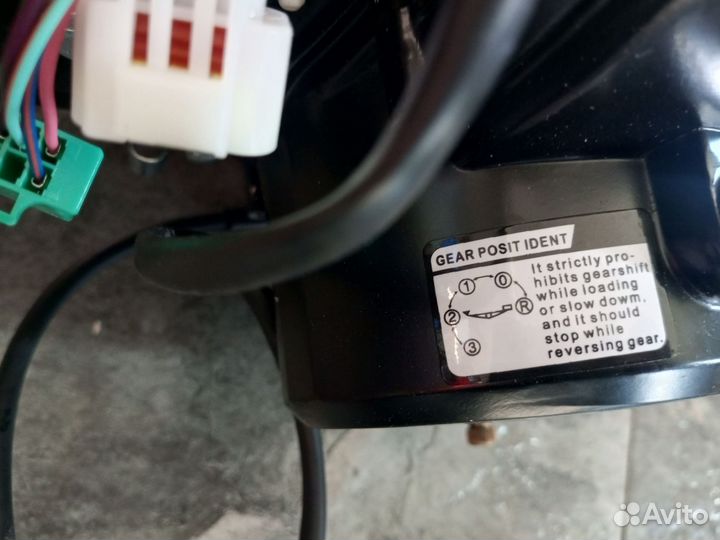 GEAR POSIT IDENT
1 0
2 R
3
It strictly pro-
hibits gearshift
while loading
or slow dowm,
and it should
stop while
reversing gear.
Avito